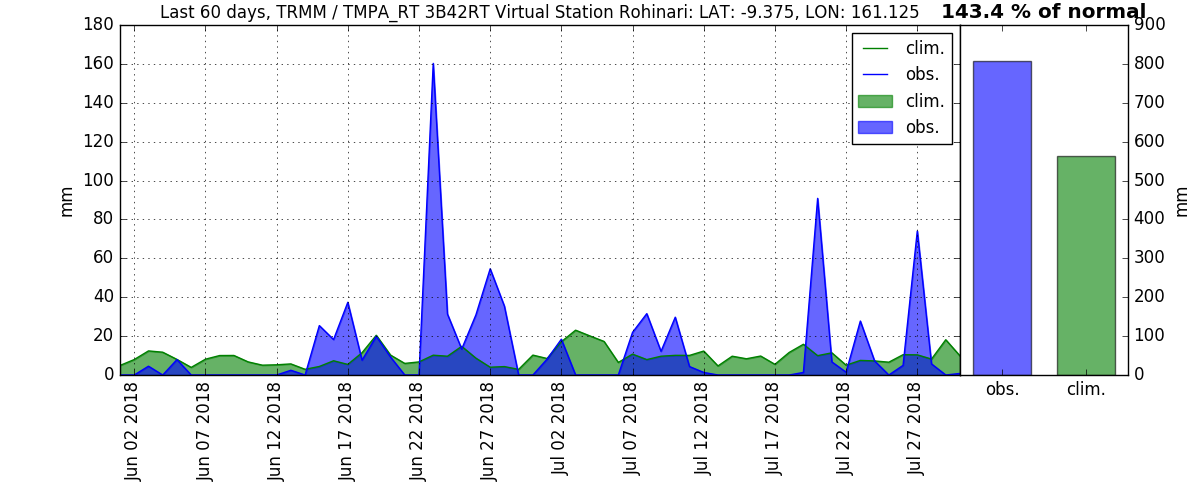 Last 60 days, TRMM / TMPA_RT 3B42RT Virtual Station Rohinari: LAT: -9.375, LON: 161.125
143.4 % of normal
mm
180
160
140
120
100
80
60
40
20
0
clim.
obs.
clim.
obs.
900
800
700
600
500
400
300
200
100
0
mm
Jun 02 2018
Jun 07 2018
Jun 12 2018
Jun 17 2018
Jun 22 2018
Jun 27 2018
Jul 02 2018
Jul 07 2018
Jul 12 2018
Jul 17 2018
Jul 22 2018
Jul 27 2018
obs.
clim.